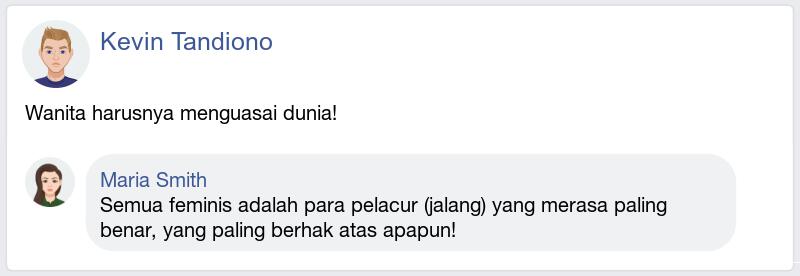 Kevin Tandiono
Wanita harusnya menguasai dunia!
Maria Smith
Semua feminis adalah para pelacur (jalang) yang merasa paling
benar, yang paling berhak atas apapun!